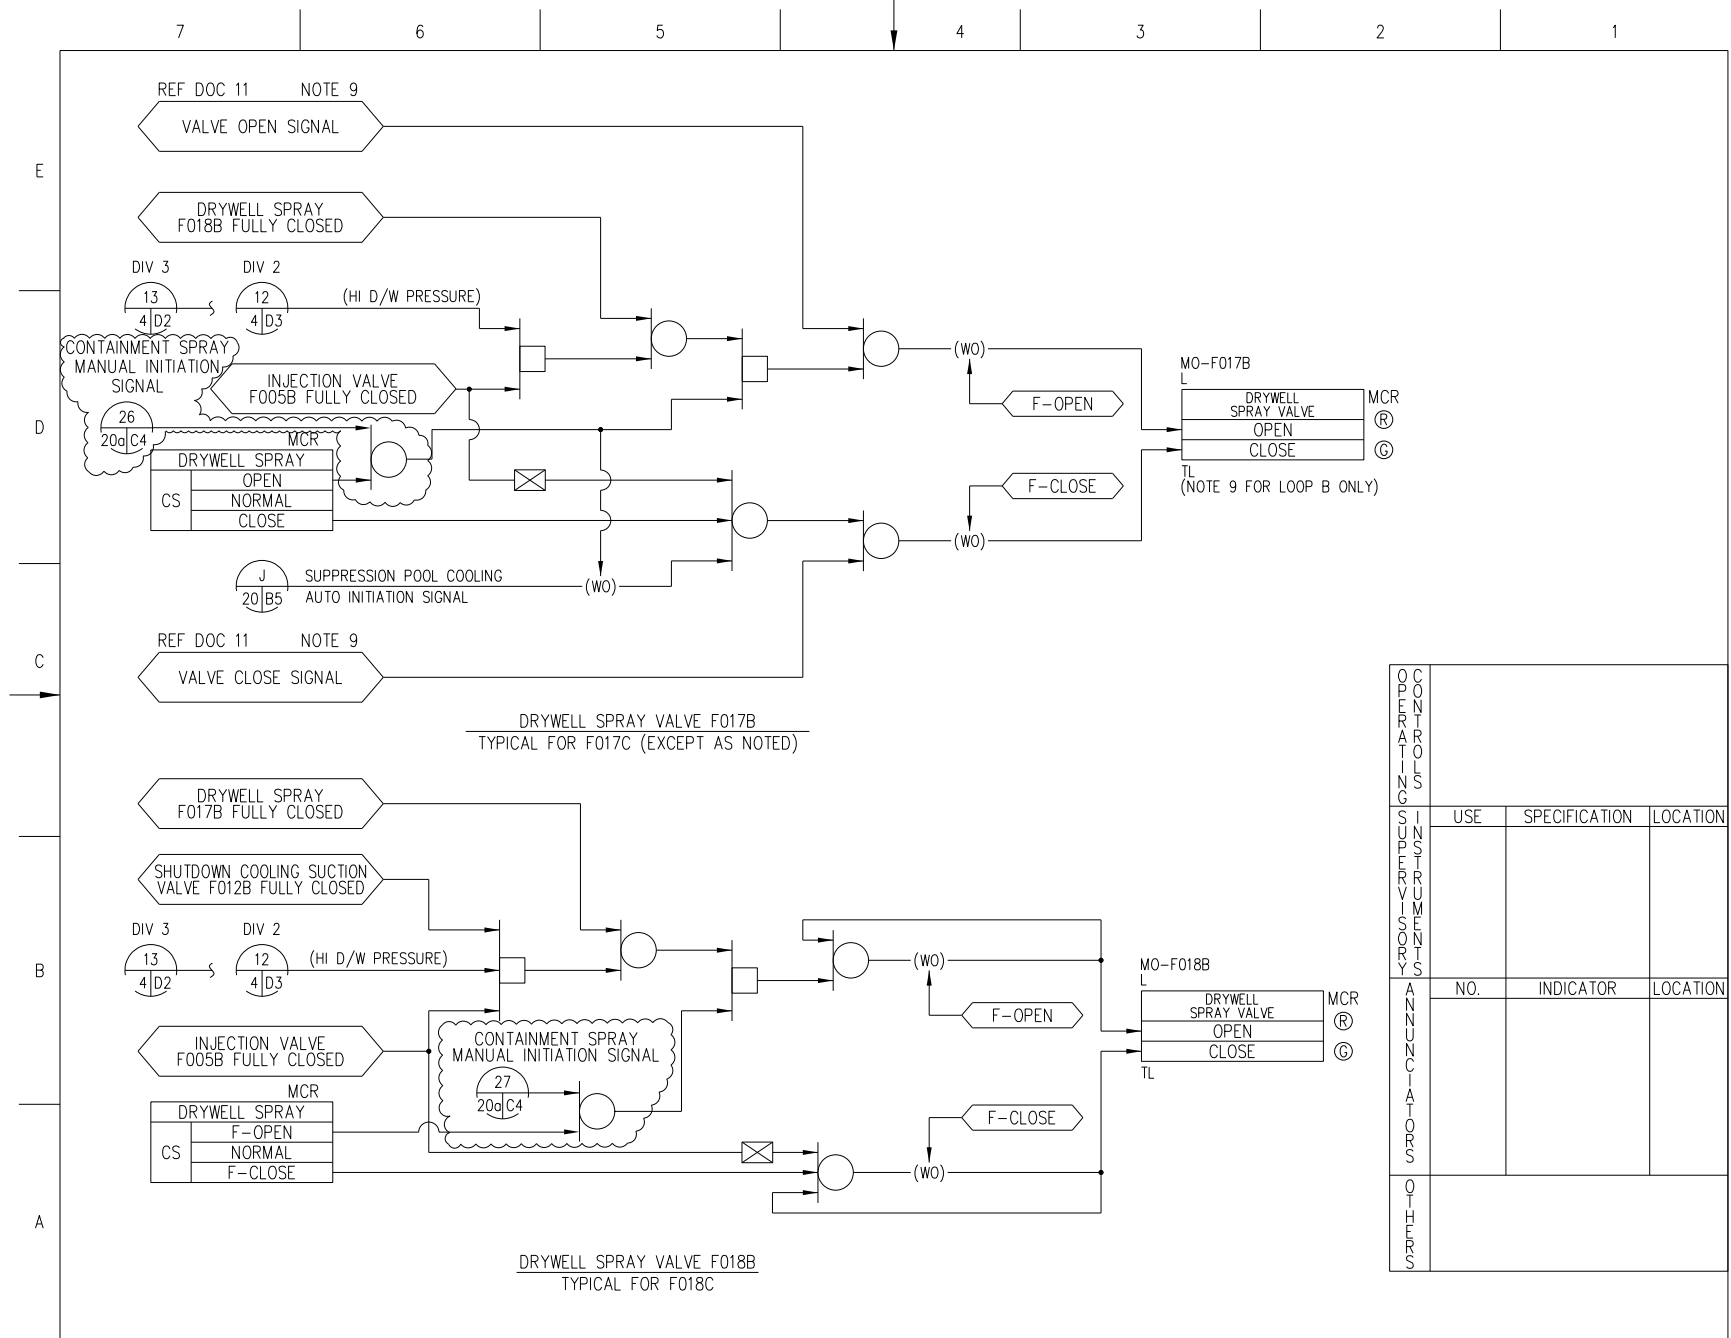 7 6 5 4 3 2 1
E
D
C
B
A
REF DOC 11 NOTE 9
VALVE OPEN SIGNAL
DRYWELL SPRAY
F018B FULLY CLOSED
DIV 3 DIV 2
13 12 (HI D/W PRESSURE)
4 D2 4 D3
CONTAINMENT SPRAY
MANUAL INITIATION
SIGNAL
INJECTION VALVE
F005B FULLY CLOSED
26
20a C4
MCR
DRYWELL SPRAY
CS
OPEN
NORMAL
CLOSE
(WO)
F-OPEN
F-CLOSE
(WO)
MO-F017B
L
DRYWELL
SPRAY VALVE
OPEN
CLOSE
MCR
R
G
TL
(NOTE 9 FOR LOOP B ONLY)
J SUPPRESSION POOL COOLING
20 B5 AUTO INITIATION SIGNAL
(WO)
REF DOC 11 NOTE 9
VALVE CLOSE SIGNAL
DRYWELL SPRAY VALVE F017B
TYPICAL FOR F017C (EXCEPT AS NOTED)
DRYWELL SPRAY
F017B FULLY CLOSED
SHUTDOWN COOLING SUCTION
VALVE F012B FULLY CLOSED
DIV 3 DIV 2
13 12 (HI D/W PRESSURE)
4 D2 4 D3
INJECTION VALVE
F005B FULLY CLOSED
CONTAINMENT SPRAY
MANUAL INITIATION SIGNAL
27
20a C4
MCR
DRYWELL SPRAY
CS
F-OPEN
NORMAL
F-CLOSE
(WO)
F-OPEN
F-CLOSE
(WO)
MO-F018B
L
DRYWELL
SPRAY VALVE
OPEN
CLOSE
MCR
R
G
TL
DRYWELL SPRAY VALVE F018B
TYPICAL FOR F018C
OPERATING
CONTROLS
SUPERVISORY
INSTRUMENTS
USE SPECIFICATION LOCATION
ANNUNCIATORS
NO. INDICATOR LOCATION
OTHERS